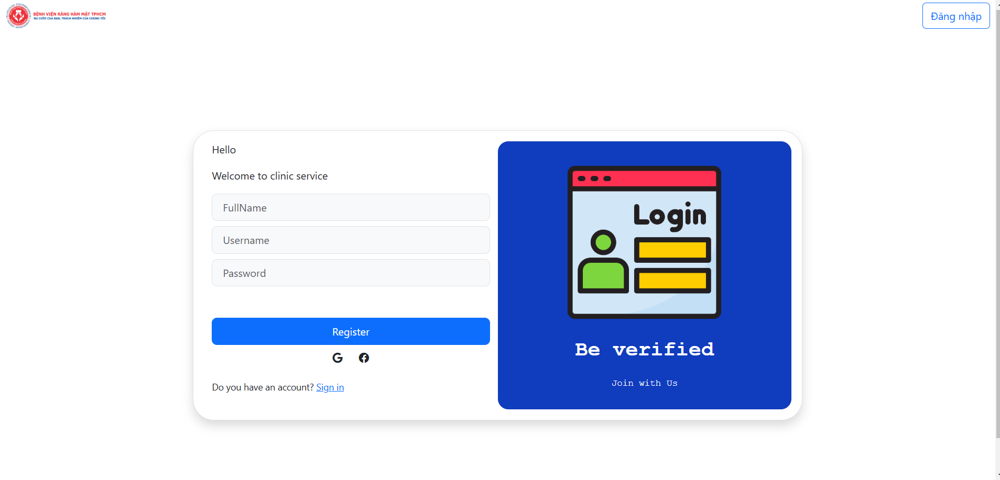 BỆNH VIỆN RĂNG HÀM MẶT TPHCM
NỤ CƯỜI CỦA BẠN, TRÁCH NHIỆM CỦA CHÚNG TÔI
Đăng nhập
Hello
Welcome to clinic service
FullName
Username
Password
Register
Do you have an account? Sign in
Login
Be verified
Join with Us